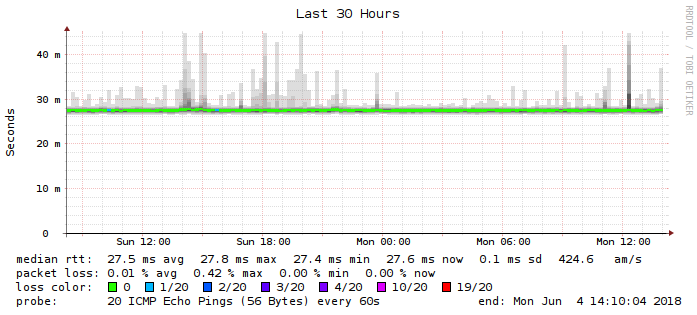 Last 30 Hours
RRDTOOL / TOBI OETIKER
Seconds
40 m
30 m
20 m
10 m
0
Sun 12:00 Sun 18:00 Mon 00:00 Mon 06:00 Mon 12:00
median rtt: 27.5 ms avg 27.8 ms max 27.4 ms min 27.6 ms now 0.1 ms sd 424.6 am/s
packet loss: 0.01 % avg 0.42 % max 0.00 % min 0.00 % now
loss color: 0 1/20 2/20 3/20 4/20 10/20 19/20
probe: 20 ICMP Echo Pings (56 Bytes) every 60s end: Mon Jun 4 14:10:04 2018